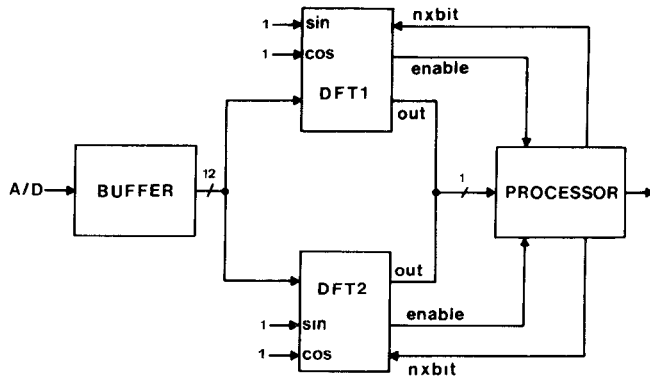 nxbit
1 sin
1 cos
enable
DFT1
out
A/D
BUFFER
12
1
PROCESSOR
out
DFT2
1 sin
enable
1 cos
nxbit